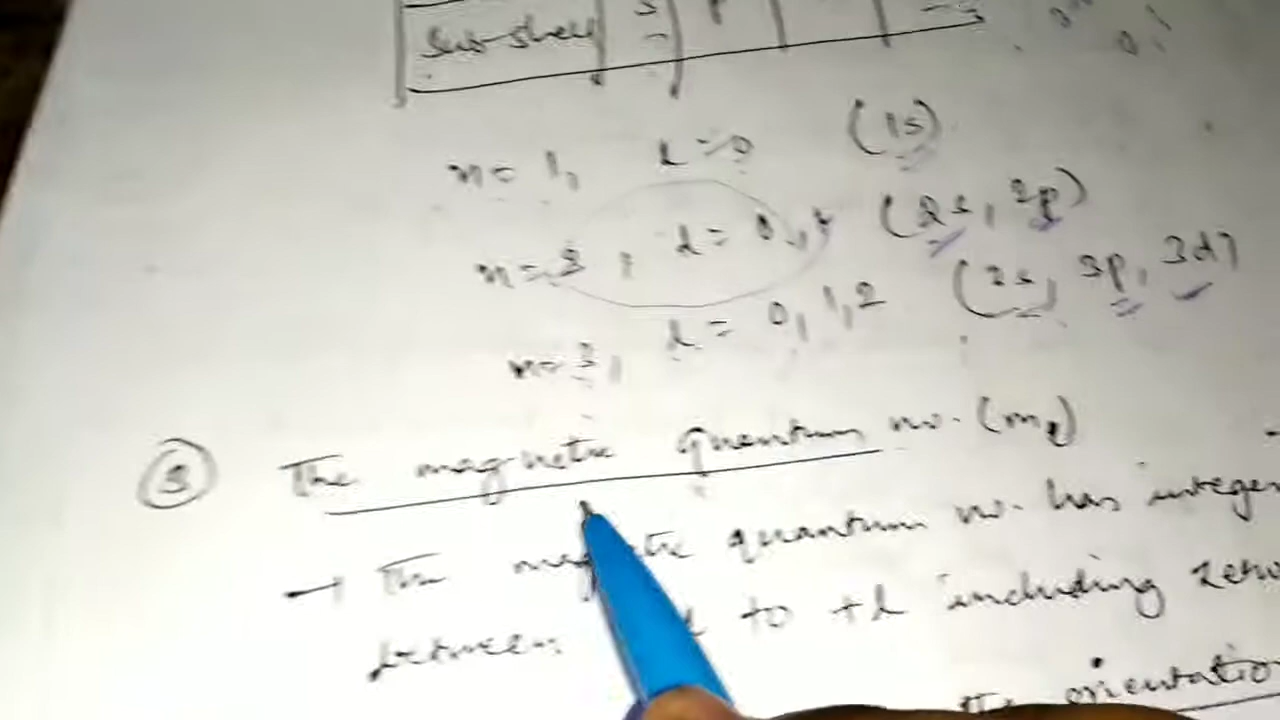 Sub-shell s p
n = 1, l = 0 (1s)
n = 2, l = 0, 1 (2s, 2p)
n = 3, l = 0, 1, 2 (3s, 3p, 3d)
③ The magnetic quantum no. (ml)
→ The magnetic quantum no. has integer
between l to +l including zero
the orientation